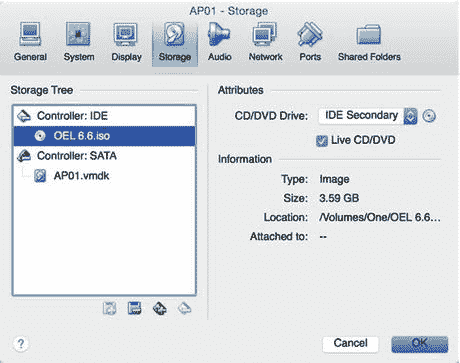 AP01 - Storage
General System Display Storage Audio Network Ports Shared Folders
Storage Tree
Controller: IDE
OEL 6.6.iso
Controller: SATA
AP01.vmdk
Attributes
CD/DVD Drive: IDE Secondary
Live CD/DVD
Information
Type: Image
Size: 3.59 GB
Location: /Volumes/One/OEL 6.6...
Attached to: --
?
Cancel OK